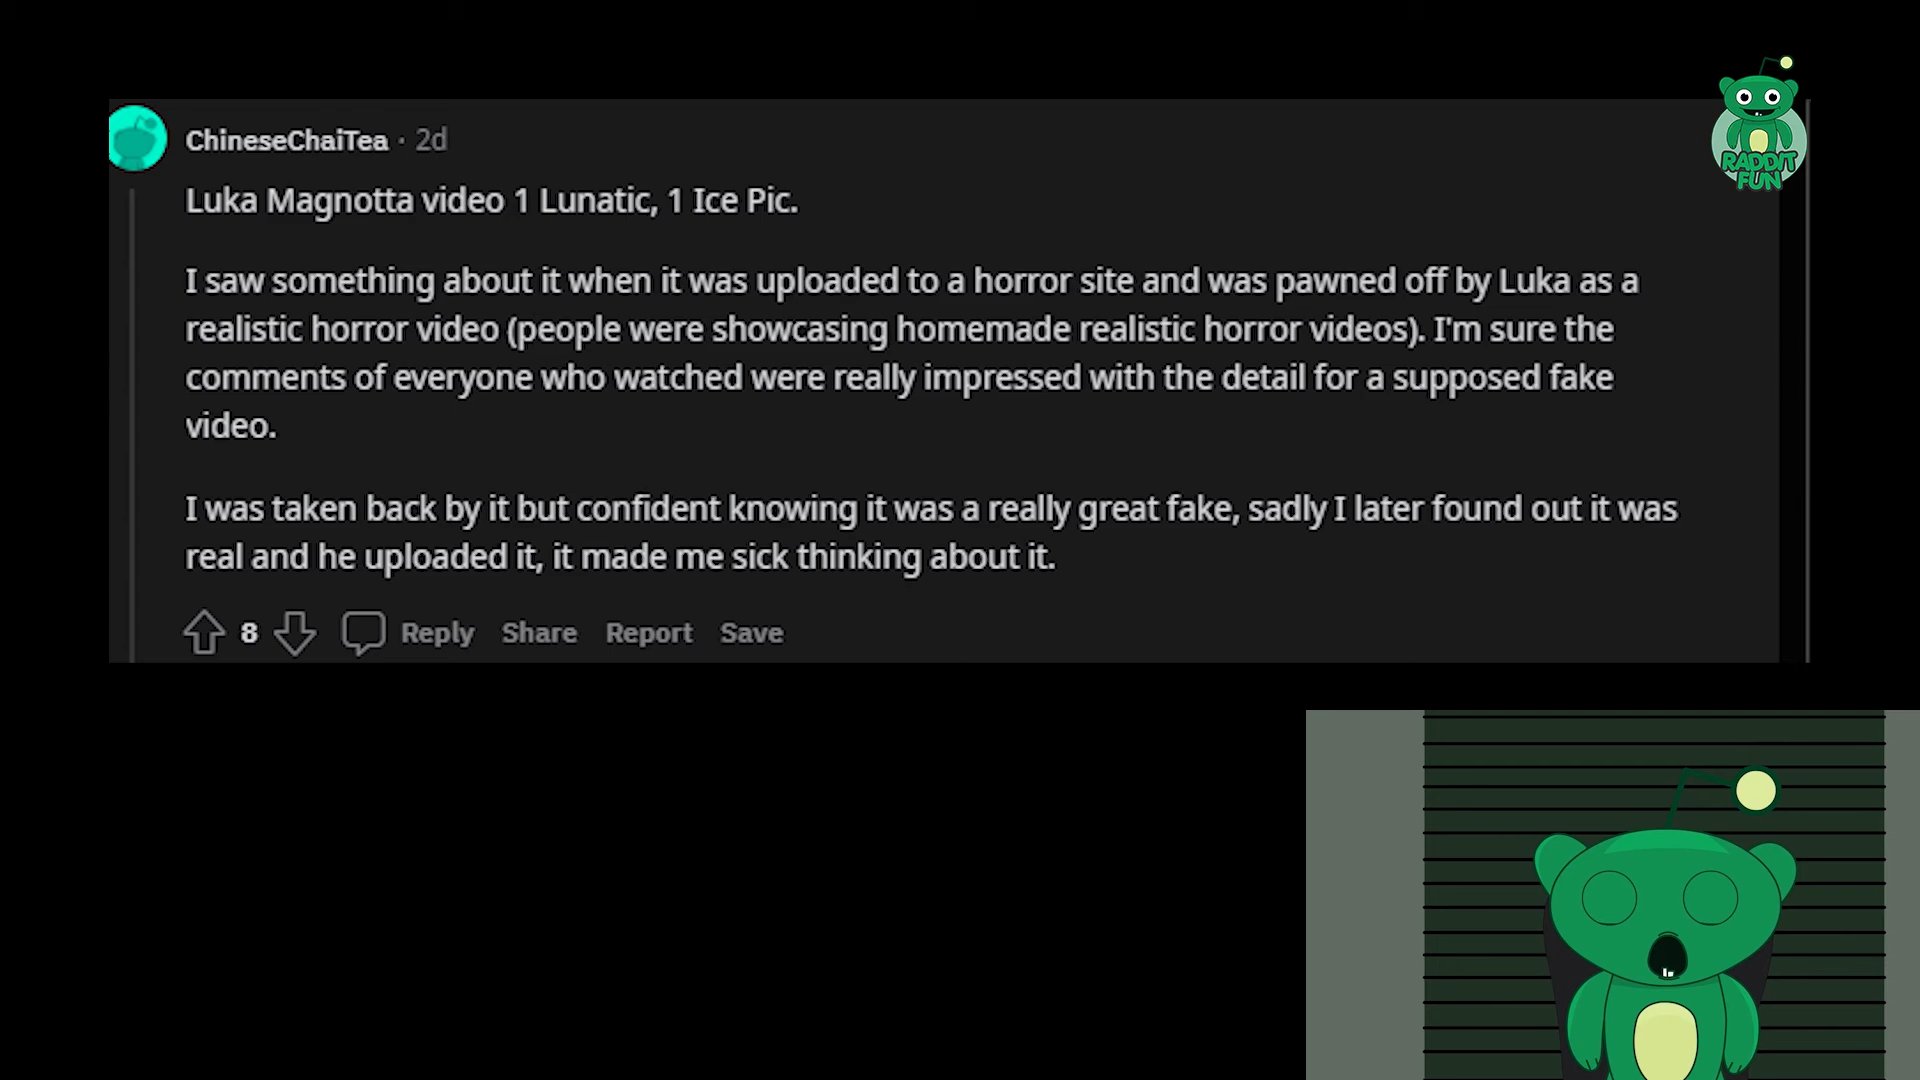 ChineseChaiTea · 2d
Luka Magnotta video 1 Lunatic, 1 Ice Pic.
I saw something about it when it was uploaded to a horror site and was pawned off by Luka as a
realistic horror video (people were showcasing homemade realistic horror videos). I'm sure the
comments of everyone who watched were really impressed with the detail for a supposed fake
video.
I was taken back by it but confident knowing it was a really great fake, sadly I later found out it was
real and he uploaded it, it made me sick thinking about it.
8 Reply Share Report Save
RADDIT
FUN